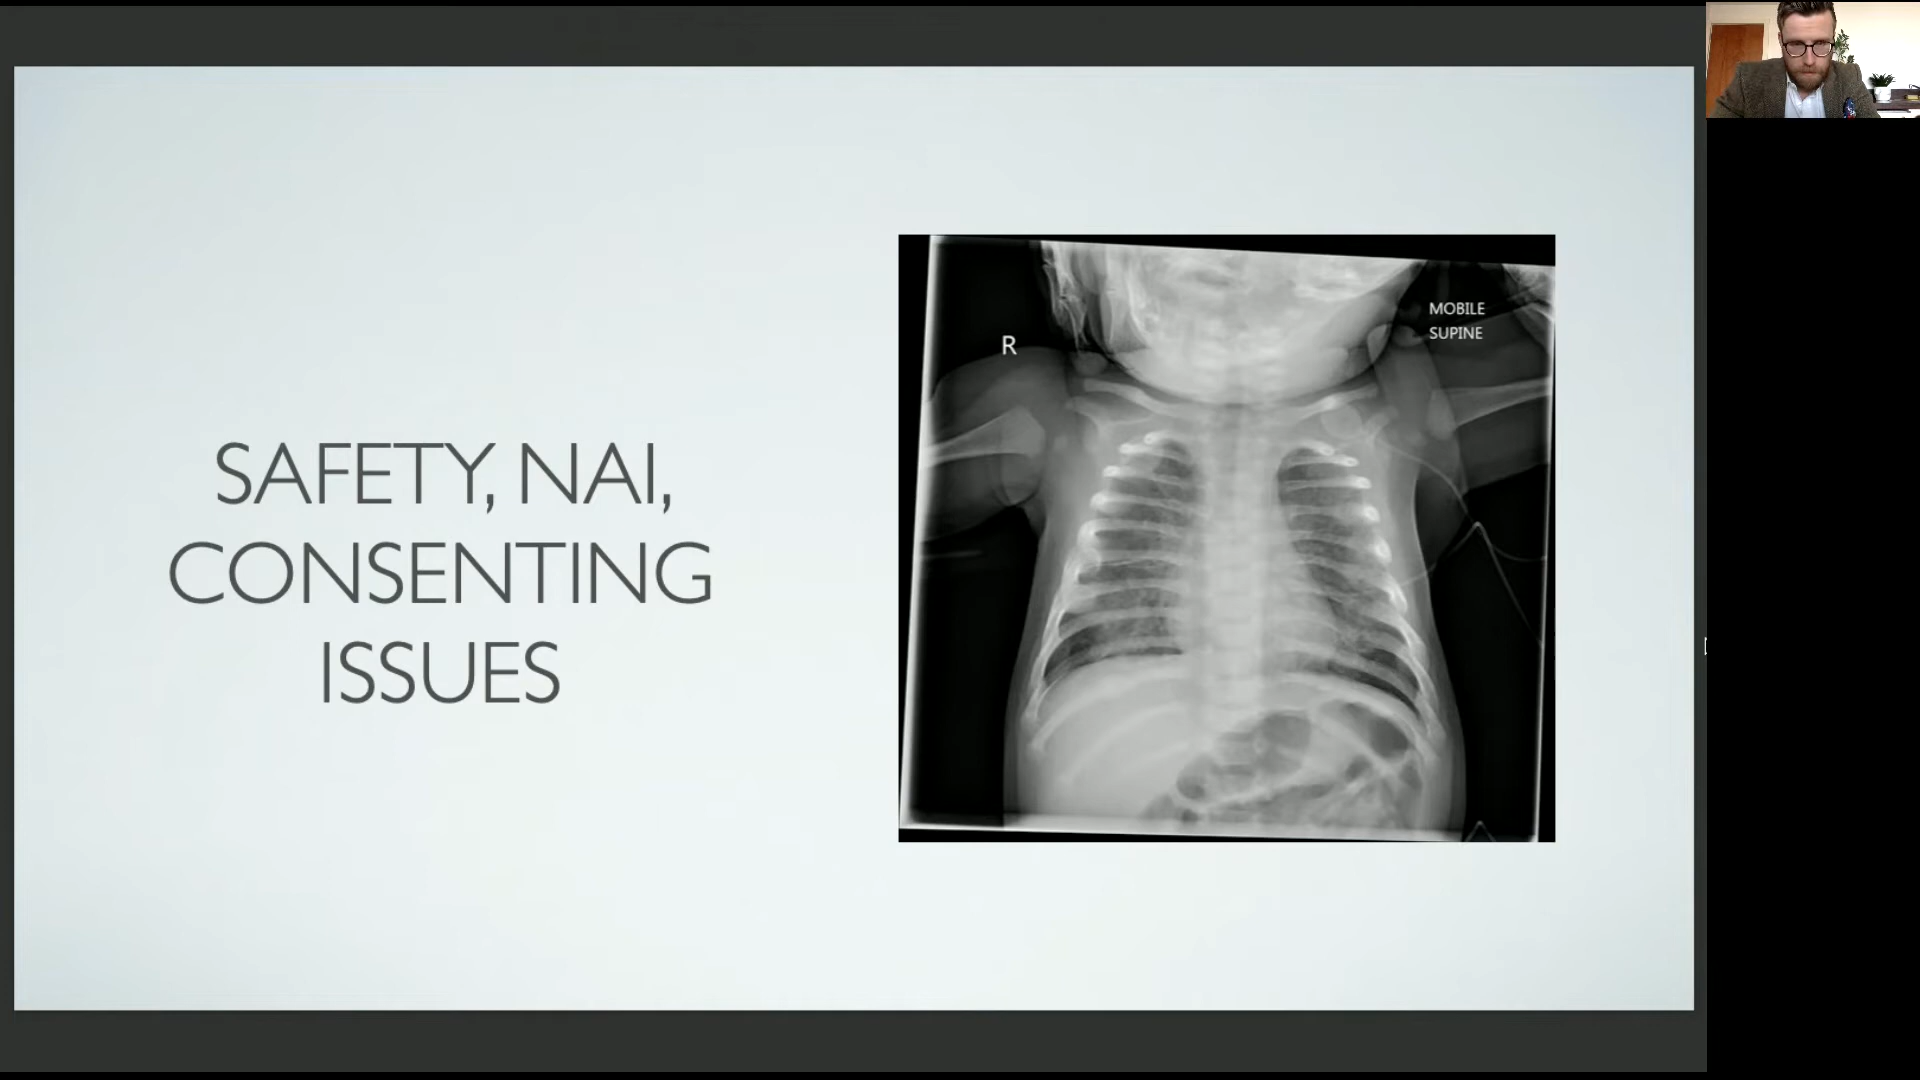 SAFETY, NAI,
CONSENTING
ISSUES
R
MOBILE
SUPINE